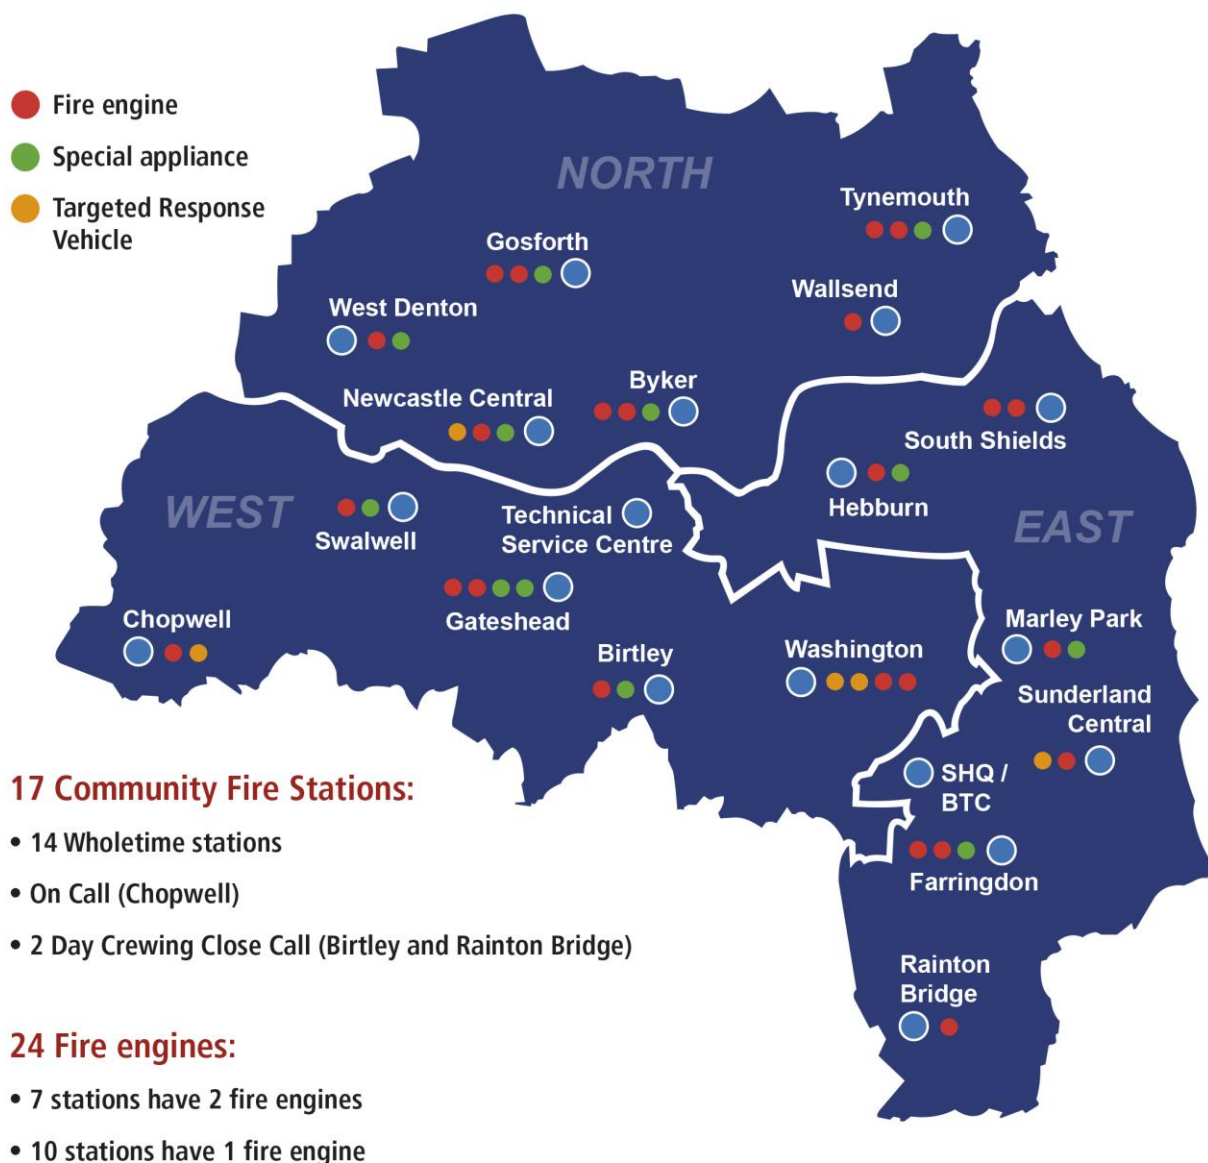 Fire engine
Special appliance
Targeted Response
Vehicle
NORTH
Tynemouth
Gosforth
Wallsend
West Denton
Byker
Newcastle Central
South Shields
Hebburn
WEST
EAST
Swalwell
Technical
Service Centre
Gateshead
Chopwell
Birtley
Washington
Marley Park
Sunderland
Central
SHQ /
BTC
Farringdon
Rainton
Bridge
17 Community Fire Stations:
• 14 Wholetime stations
• On Call (Chopwell)
• 2 Day Crewing Close Call (Birtley and Rainton Bridge)
24 Fire engines:
• 7 stations have 2 fire engines
• 10 stations have 1 fire engine